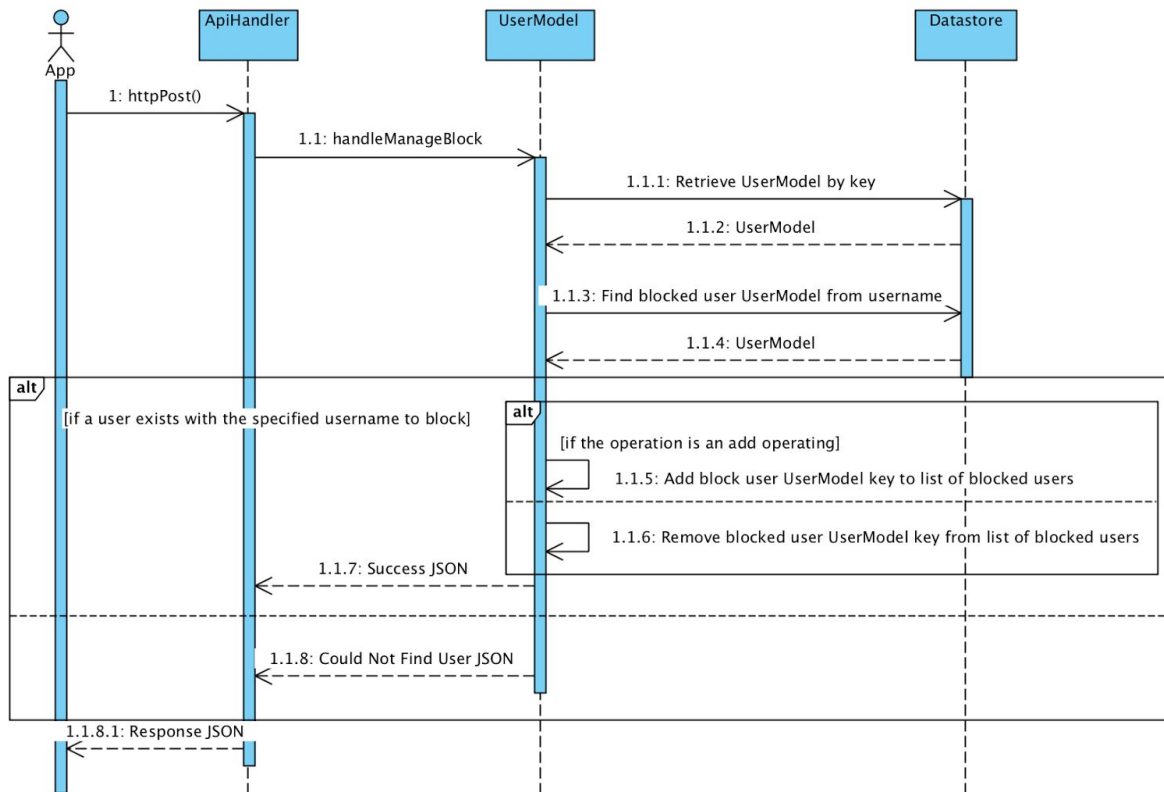 ApiHandler
UserModel
Datastore
App
1: httpPost()
1.1: handleManageBlock
1.1.1: Retrieve UserModel by key
1.1.2: UserModel
1.1.3: Find blocked user UserModel from username
1.1.4: UserModel
alt
[if a user exists with the specified username to block]
alt
[if the operation is an add operating]
1.1.5: Add block user UserModel key to list of blocked users
1.1.6: Remove blocked user UserModel key from list of blocked users
1.1.7: Success JSON
1.1.8: Could Not Find User JSON
1.1.8.1: Response JSON